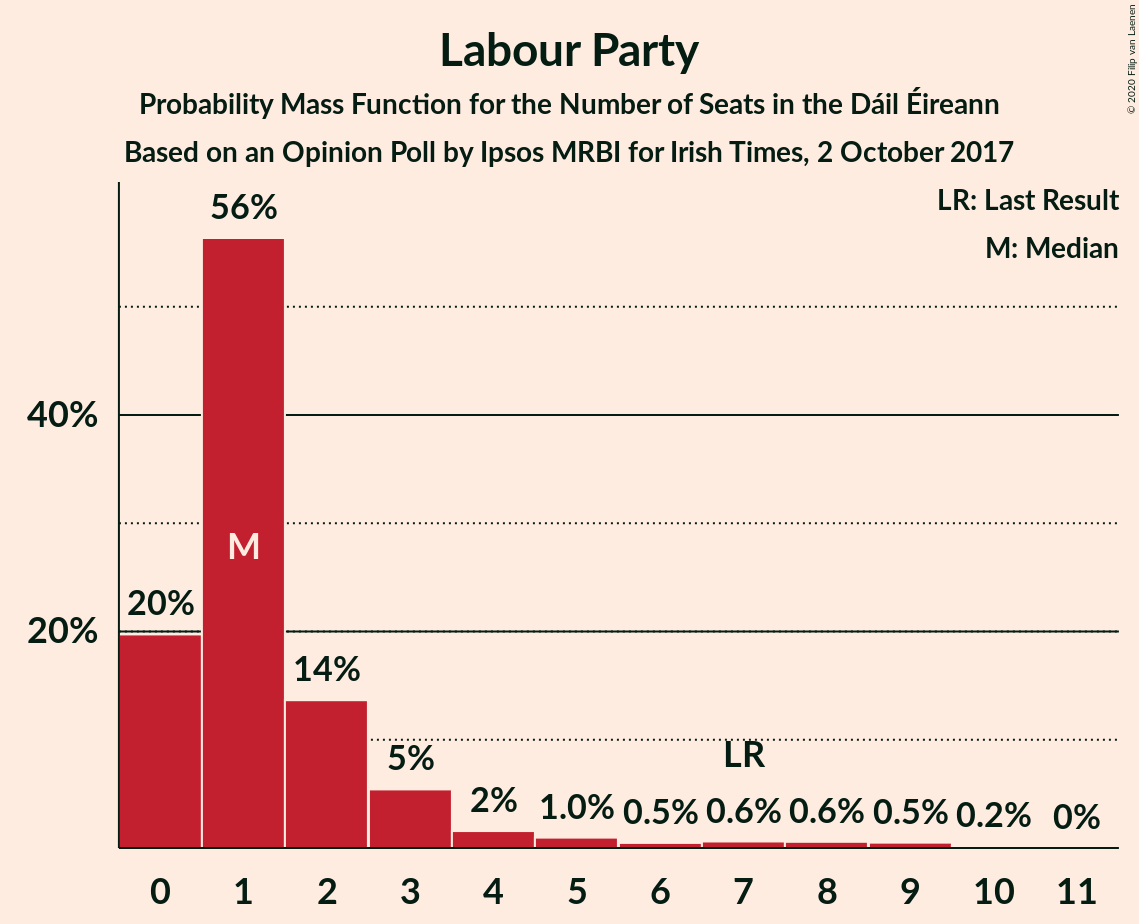 Labour Party
Probability Mass Function for the Number of Seats in the Dáil Éireann
Based on an Opinion Poll by Ipsos MRBI for Irish Times, 2 October 2017
© 2020 Filip van Laenen
LR: Last Result
M: Median
56%
40%
M
20%
20%
14%
5%
LR
2%
1.0%
0.5%
0.6%
0.6%
0.5%
0.2%
0%
0 1 2 3 4 5 6 7 8 9 10 11